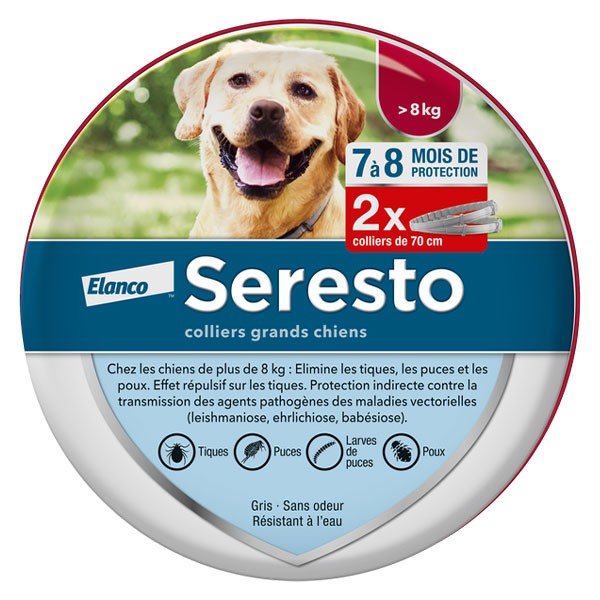 > 8 kg
7 à 8 MOIS DE
PROTECTION
2x
colliers de 70 cm
Elanco™
Seresto
colliers grands chiens
Chez les chiens de plus de 8 kg : Elimine les tiques, les puces et les
poux. Effet répulsif sur les tiques. Protection indirecte contre la
transmission des agents pathogènes des maladies vectorielles
(leishmaniose, ehrlichiose, babésiose).
Tiques
Puces
Larves
de
puces
Poux
Gris - Sans odeur
Résistant à l'eau